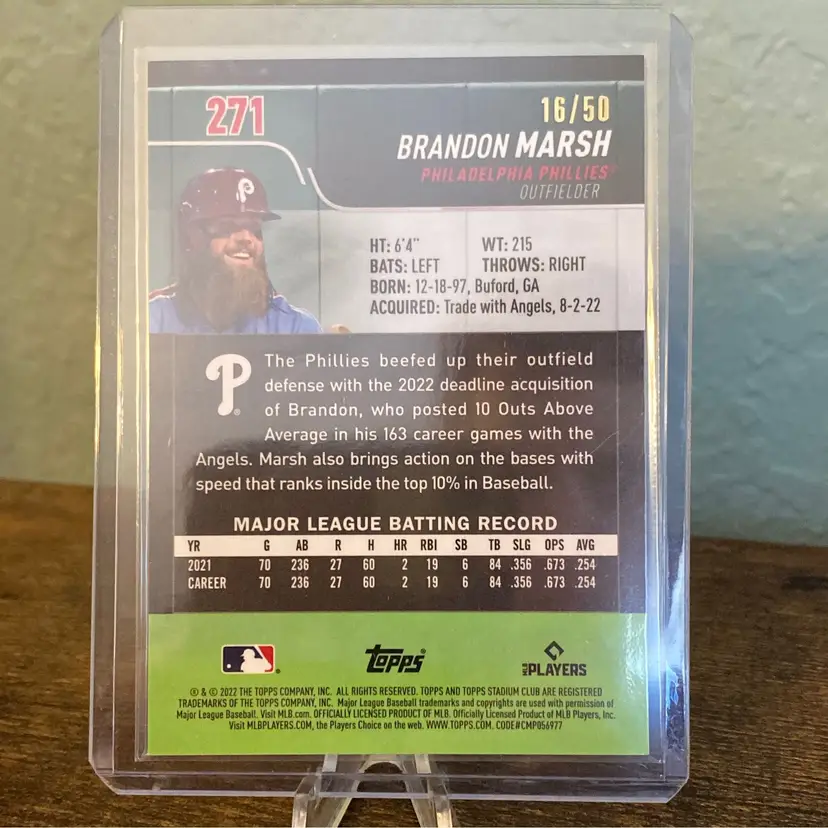 271
16/50
BRANDON MARSH
PHILADELPHIA PHILLIES®
OUTFIELDER
P
HT: 6'4" WT: 215
BATS: LEFT THROWS: RIGHT
BORN: 12-18-97, Buford, GA
ACQUIRED: Trade with Angels, 8-2-22
P®
The Phillies beefed up their outfield
defense with the 2022 deadline acquisition
of Brandon, who posted 10 Outs Above
Average in his 163 career games with the
Angels. Marsh also brings action on the bases with
speed that ranks inside the top 10% in Baseball.
MAJOR LEAGUE BATTING RECORD
YR G AB R H HR RBI SB TB SLG OPS AVG
2021 70 236 27 60 2 19 6 84 .356 .673 .254
CAREER 70 236 27 60 2 19 6 84 .356 .673 .254
Topps®
MLB PLAYERS
® & © 2022 THE TOPPS COMPANY, INC. ALL RIGHTS RESERVED. TOPPS AND TOPPS STADIUM CLUB ARE REGISTERED
TRADEMARKS OF THE TOPPS COMPANY, INC. Major League Baseball trademarks and copyrights are used with permission of
Major League Baseball. Visit MLB.com. OFFICIALLY LICENSED PRODUCT OF MLB. Officially Licensed Product of MLB Players, Inc.
Visit MLBPLAYERS.COM, the Players Choice on the web. WWW.TOPPS.COM. CODE#CMP056977